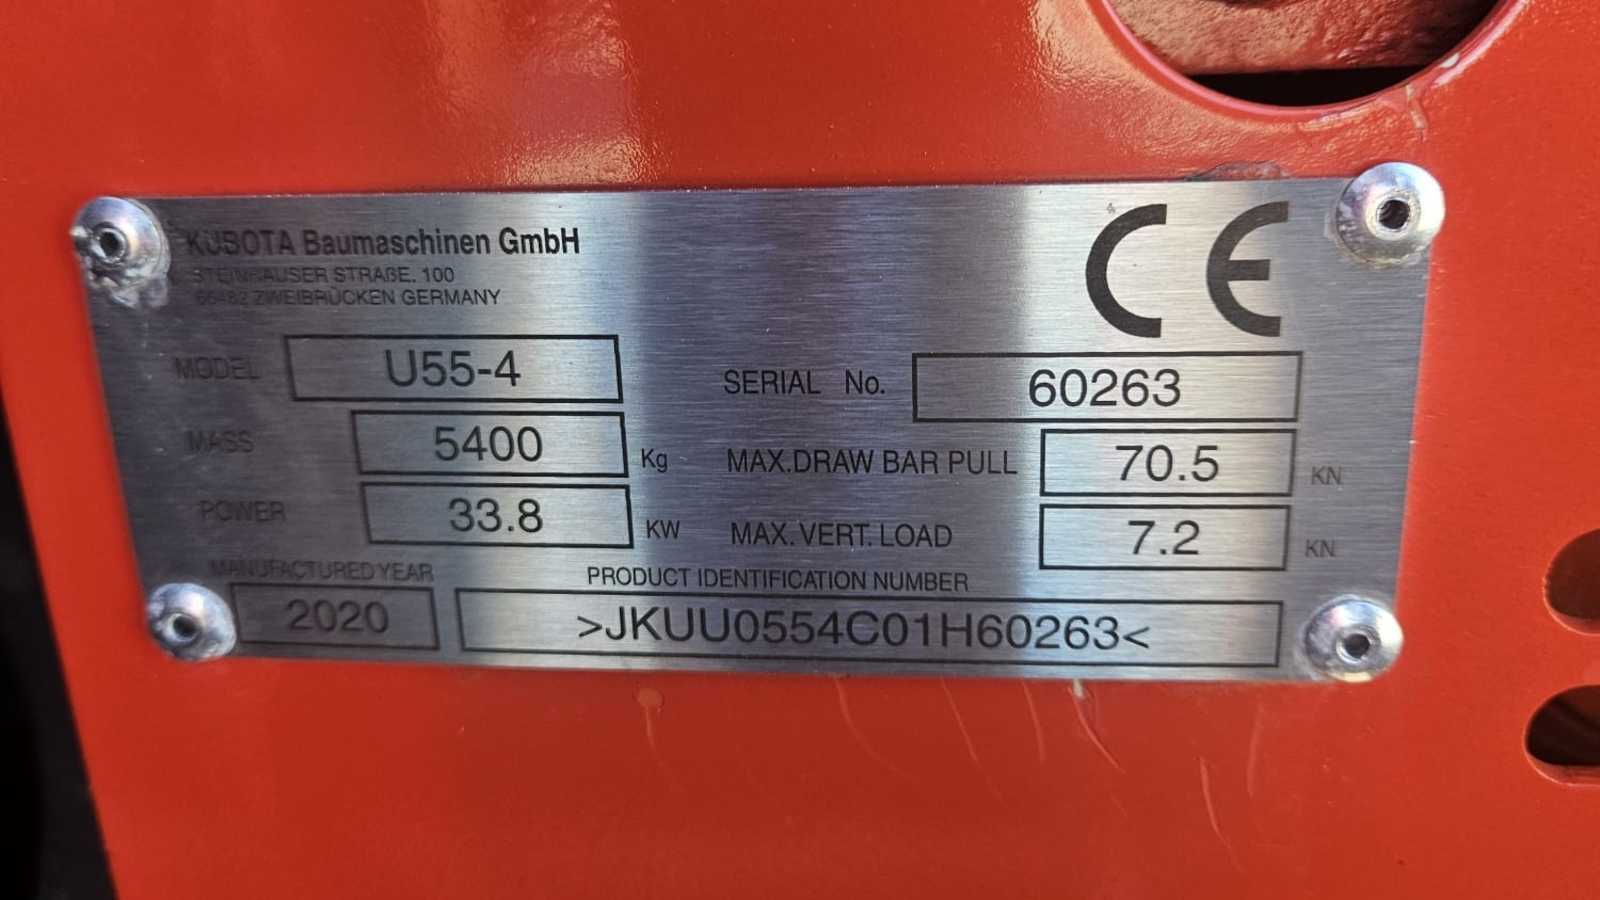 KUBOTA Baumaschinen GmbH
STEINHAUSER STRAßE. 100
66482 ZWEIBRÜCKEN GERMANY
CE
MODEL U55-4 SERIAL No. 60263
MASS 5400 Kg MAX.DRAW BAR PULL 70.5 KN
POWER 33.8 KW MAX.VERT.LOAD 7.2 KN
MANUFACTURED YEAR PRODUCT IDENTIFICATION NUMBER
2020 >JKUU0554C01H60263<